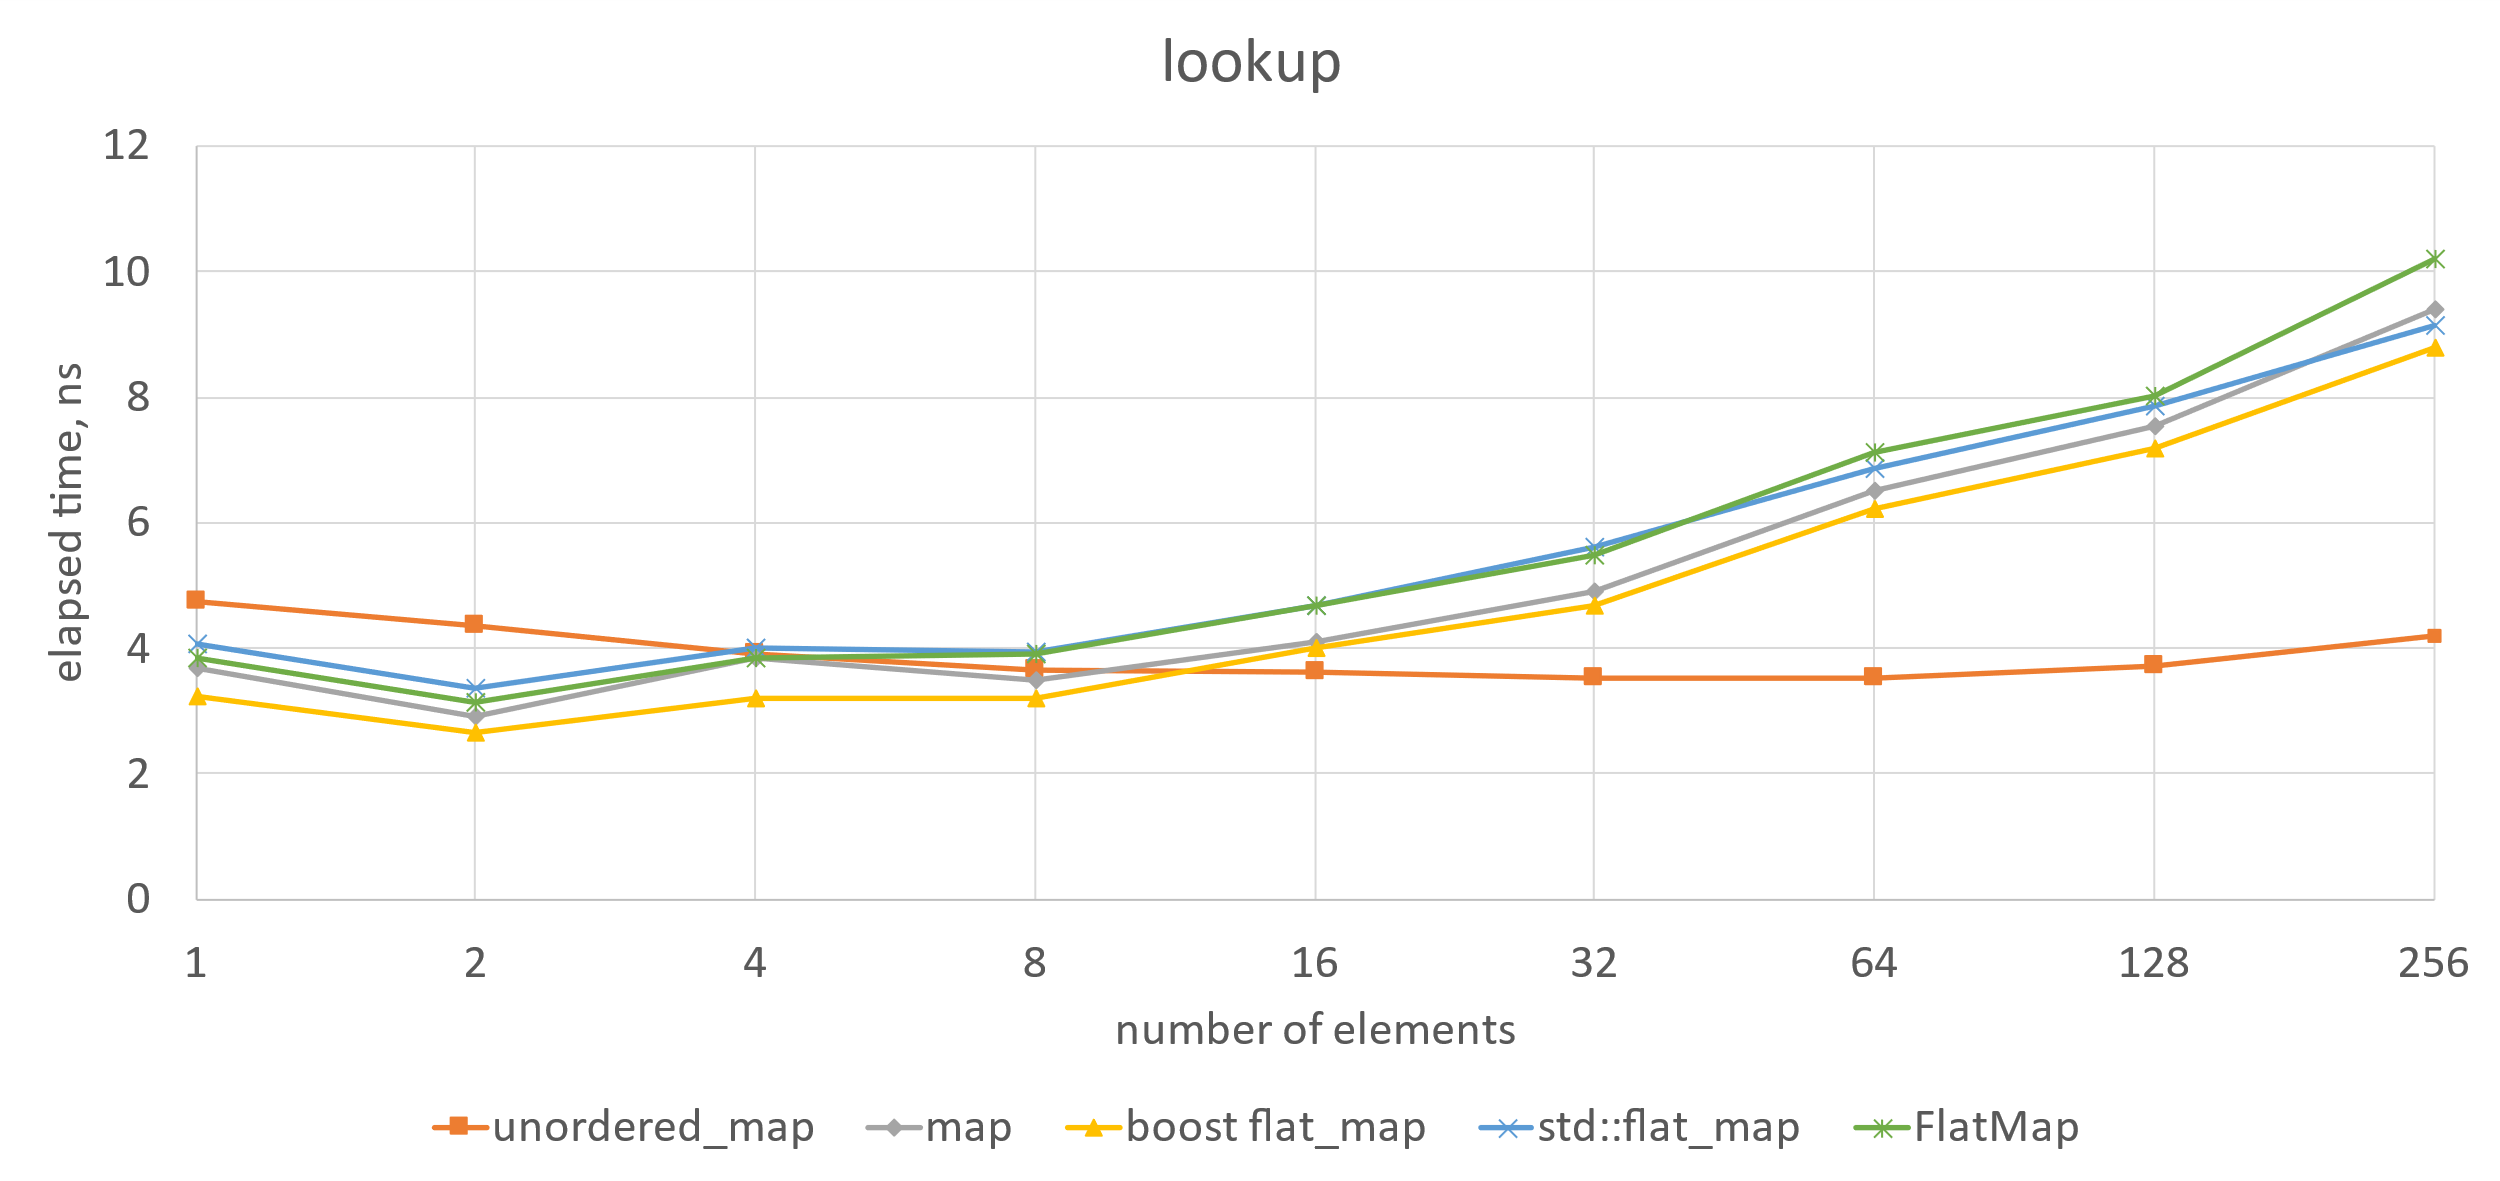 lookup
12
10
8
6
4
2
0
elapsed time, ns
1 2 4 8 16 32 64 128 256
number of elements
unordered_map map boost flat_map std::flat_map FlatMap